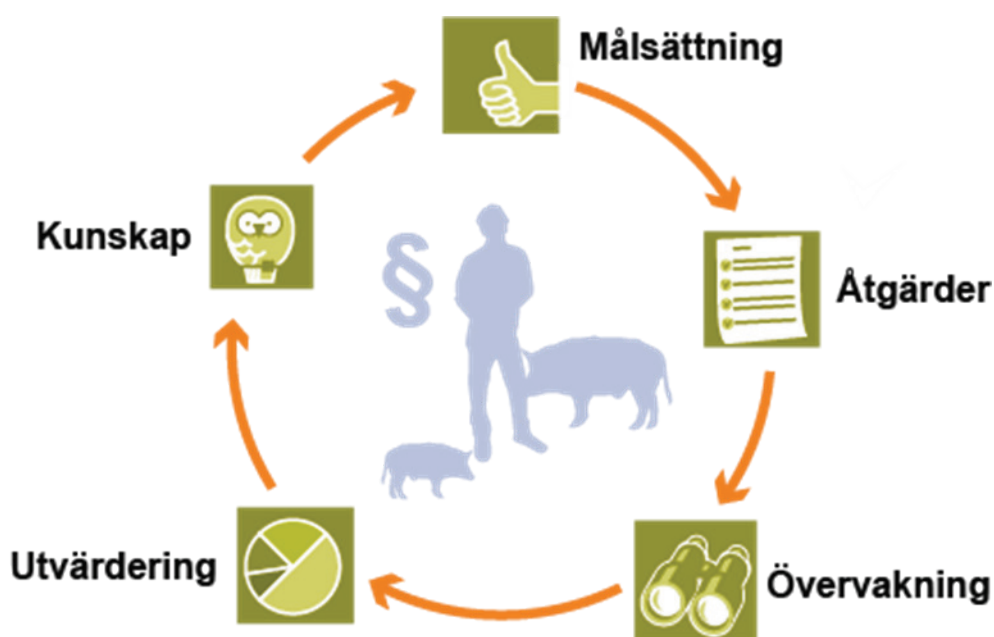 Målsättning
Åtgärder
Övervakning
Utvärdering
Kunskap
§